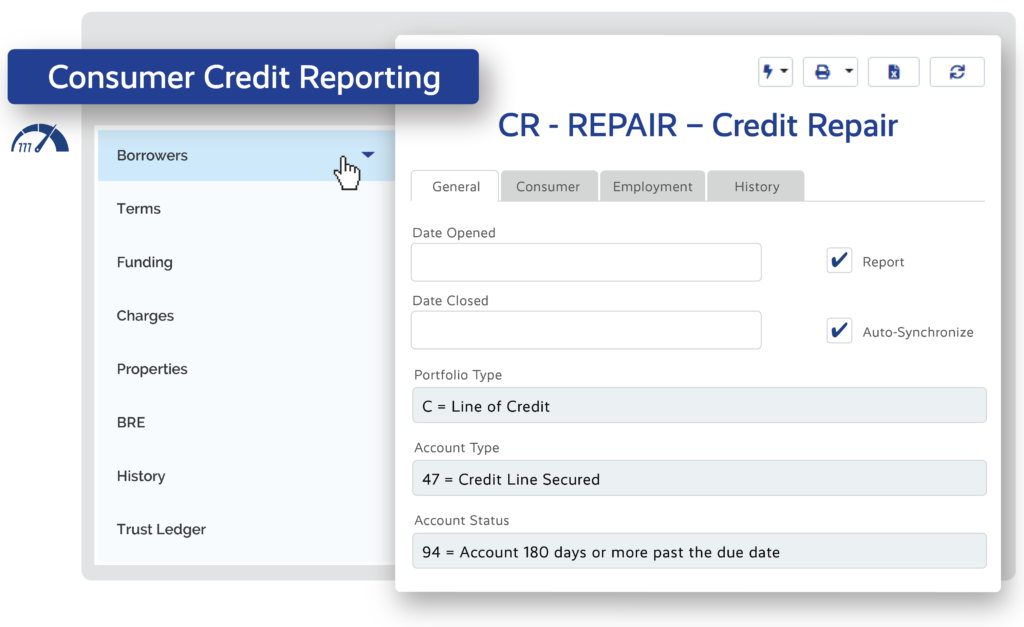 Consumer Credit Reporting
777
Borrowers
Terms
Funding
Charges
Properties
BRE
History
Trust Ledger
CR - REPAIR – Credit Repair
General
Consumer
Employment
History
Date Opened
Report
Date Closed
Auto-Synchronize
Portfolio Type
C = Line of Credit
Account Type
47 = Credit Line Secured
Account Status
94 = Account 180 days or more past the due date